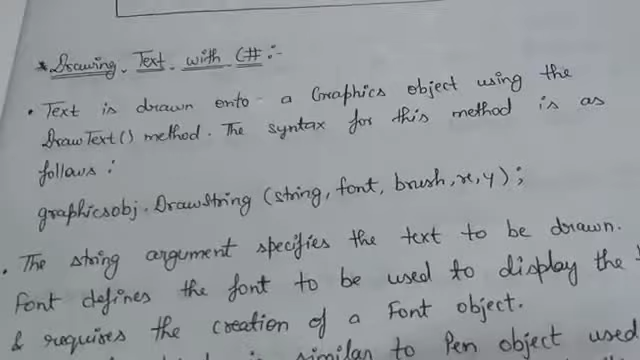 * Drawing Text with C# :-
• Text is drawn onto a Graphics object using the
DrawText() method. The syntax for this method is as
follows :
graphicsobj.DrawString (string, font, brush, x, y);
• The string argument specifies the text to be drawn.
Font defines the font to be used to display the
& requires the creation of a Font object.
is similar to Pen object used